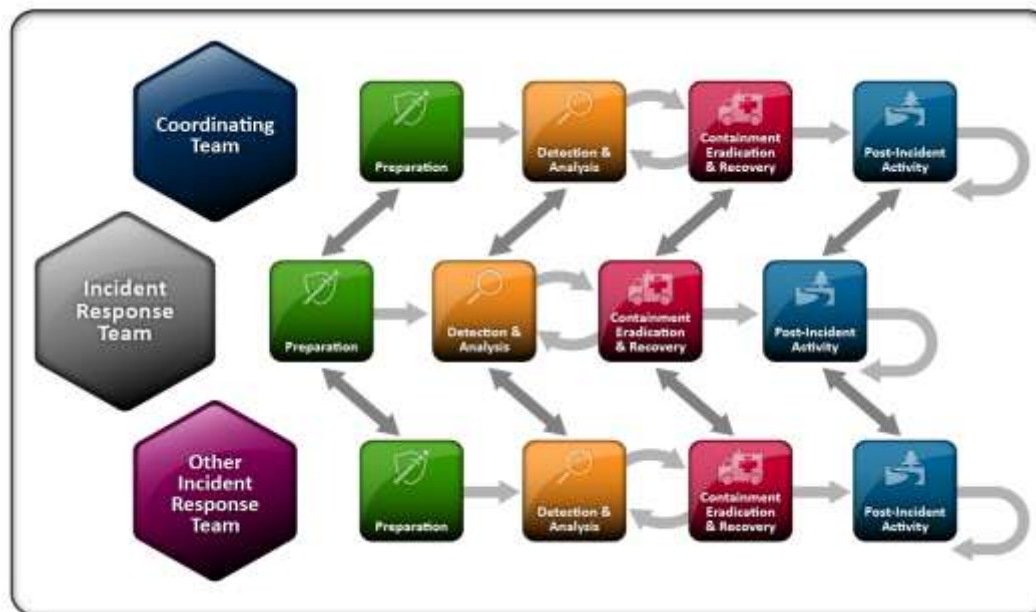 Coordinating
Team
Preparation
Detection &
Analysis
Containment
Eradication
& Recovery
Post-Incident
Activity
Incident
Response
Team
Preparation
Detection &
Analysis
Containment
Eradication
& Recovery
Post-Incident
Activity
Other
Incident
Response
Team
Preparation
Detection &
Analysis
Containment
Eradication
& Recovery
Post-Incident
Activity